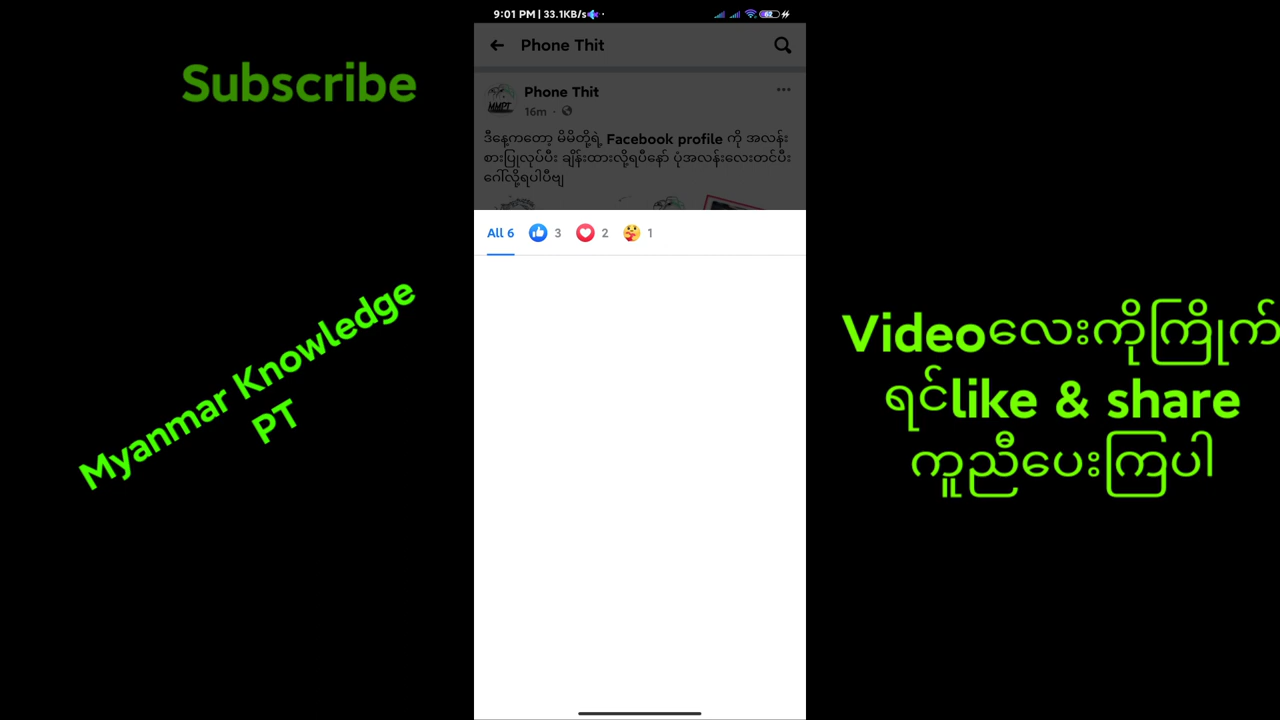 9:01 PM | 33.1KB/s
62
Phone Thit
Phone Thit
16m ·
ဒီနေ့ကတော့ မိမိတို့ရဲ့ Facebook profile ကို အလန်း
စားပြုလုပ်ပီး ချိန်းထားလို့ရပီနော် ပုံအလန်းလေးတင်ပီး
ဂေါ်လို့ရပါပီဗျ
All 6
3
2
1
Subscribe
Myanmar Knowledge
PT
Videoလေးကိုကြိုက်
ရင်like & share
ကူညီပေးကြပါ